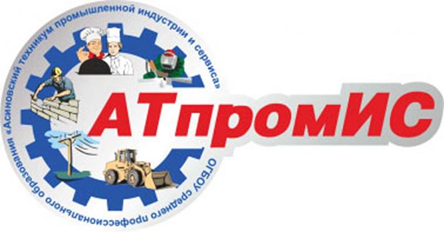 ОГБОУ среднего профессионального образования «Асиновский техникум промышленной индустрии и сервиса»
АТпромИС